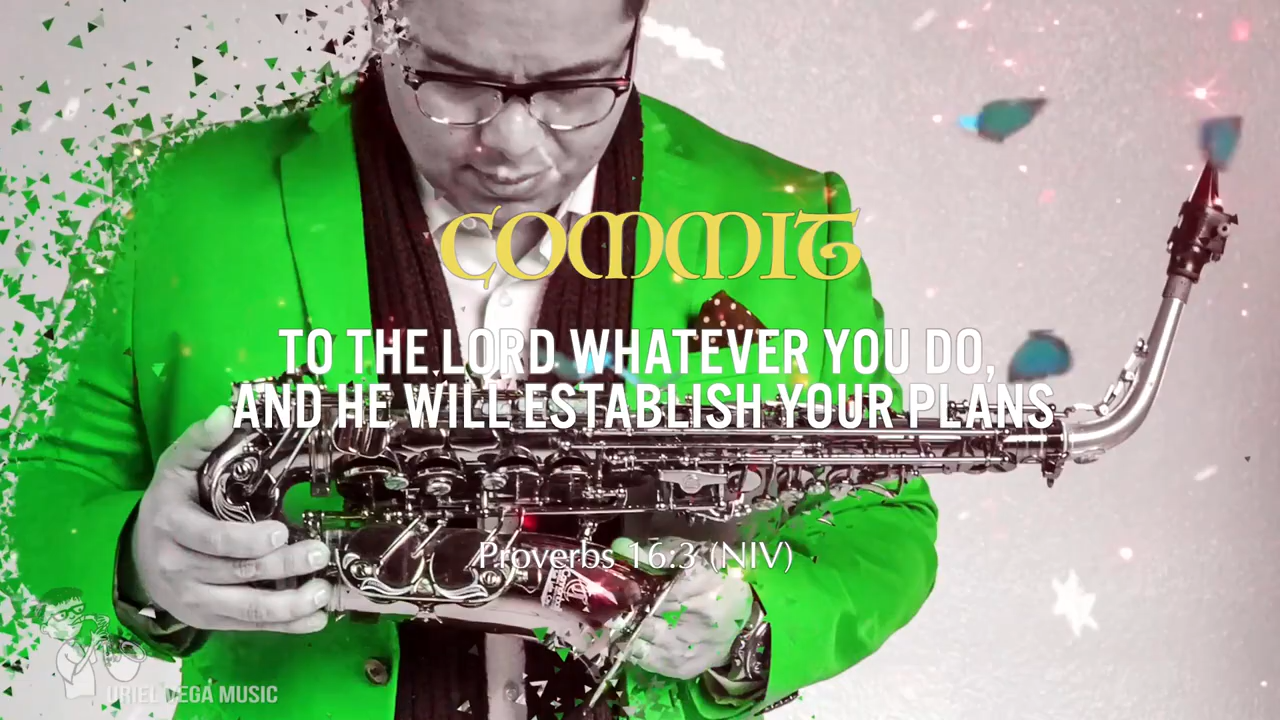 COMMIT
TO THE LORD WHATEVER YOU DO,
AND HE WILL ESTABLISH YOUR PLANS
Proverbs 16:3 (NIV)
URIEL VEGA MUSIC